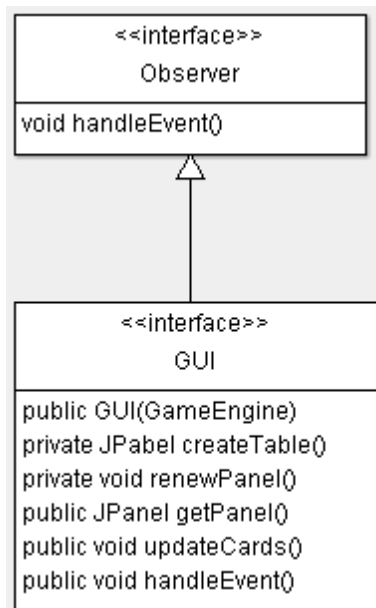 <<interface>>
Observer
void handleEvent()
<<interface>>
GUI
public GUI(GameEngine)
private JPabel createTable()
private void renewPanel()
public JPanel getPanel()
public void updateCards()
public void handleEvent()